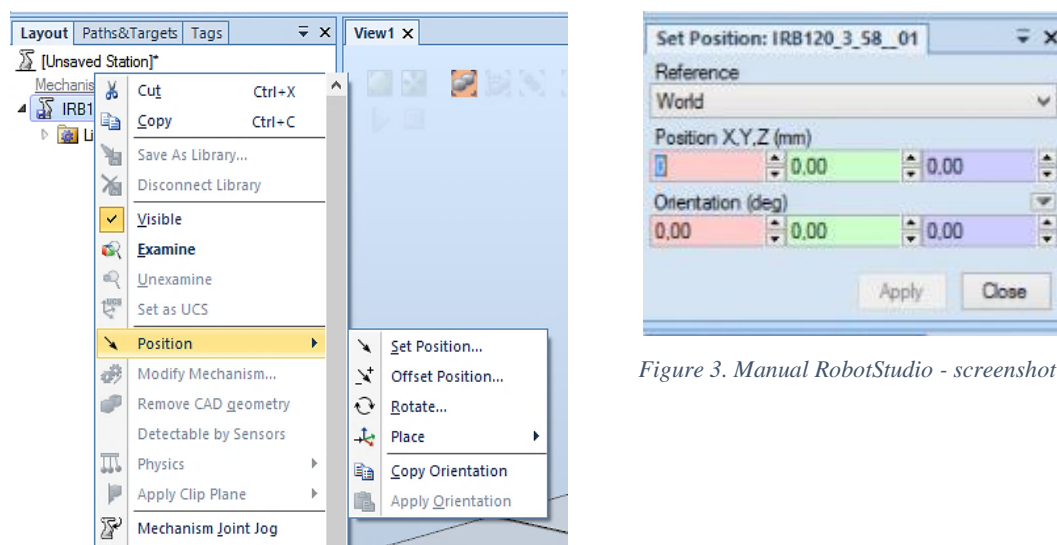 Layout Paths&Targets Tags
[Unsaved Station]*
Mechanis
IRB1
Li
Cut Ctrl+X
Copy Ctrl+C
Save As Library...
Disconnect Library
Visible
Examine
Unexamine
Set as UCS
Position
Modify Mechanism...
Remove CAD geometry
Detectable by Sensors
Physics
Apply Clip Plane
Mechanism Joint Jog
View1
Set Position...
Offset Position...
Rotate...
Place
Copy Orientation
Apply Orientation
Set Position: IRB120_3_58__01
Reference
World
Position X,Y,Z (mm)
0,00 0,00
Orientation (deg)
0,00 0,00 0,00
Apply Close
Figure 3. Manual RobotStudio - screenshot